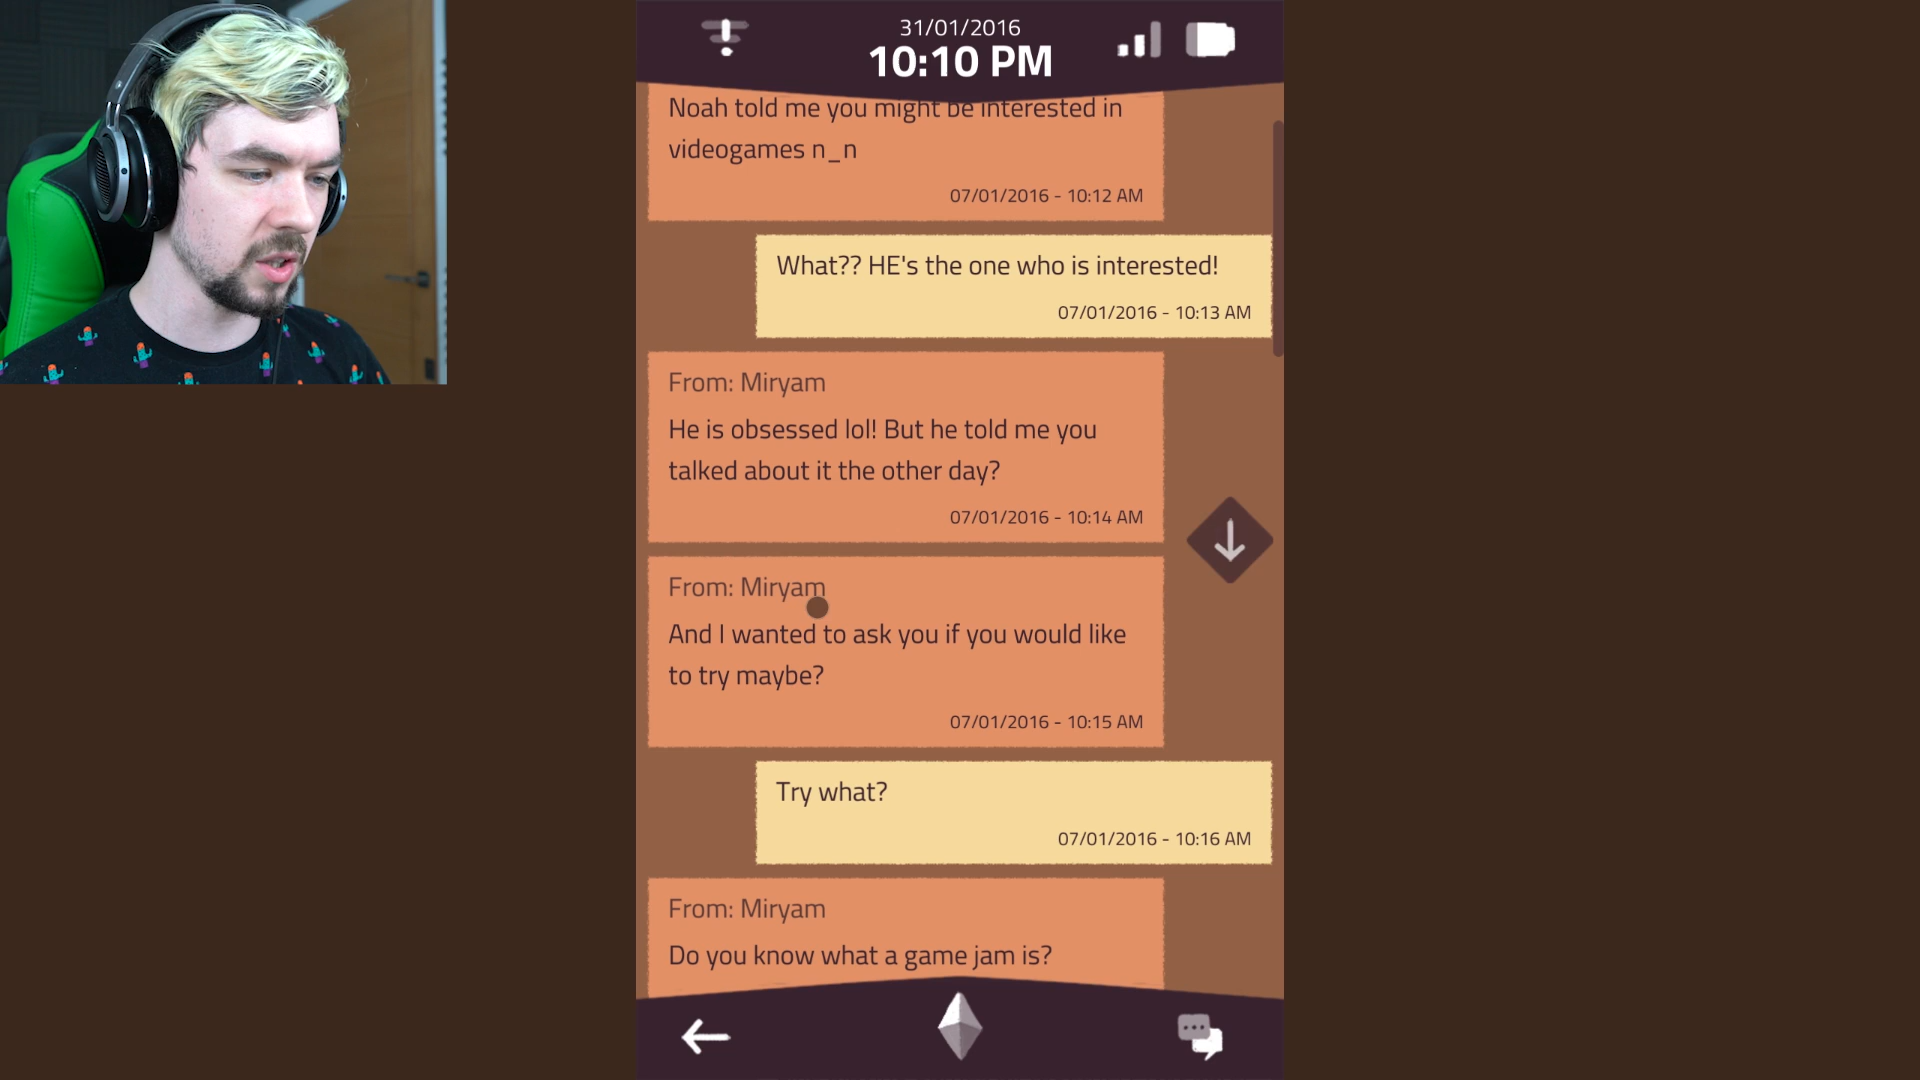 31/01/2016
10:10 PM
Noah told me you might be interested in
videogames n_n
07/01/2016 - 10:12 AM
What?? HE's the one who is interested!
07/01/2016 - 10:13 AM
From: Miryam
He is obsessed lol! But he told me you
talked about it the other day?
07/01/2016 - 10:14 AM
From: Miryam
And I wanted to ask you if you would like
to try maybe?
07/01/2016 - 10:15 AM
Try what?
07/01/2016 - 10:16 AM
From: Miryam
Do you know what a game jam is?